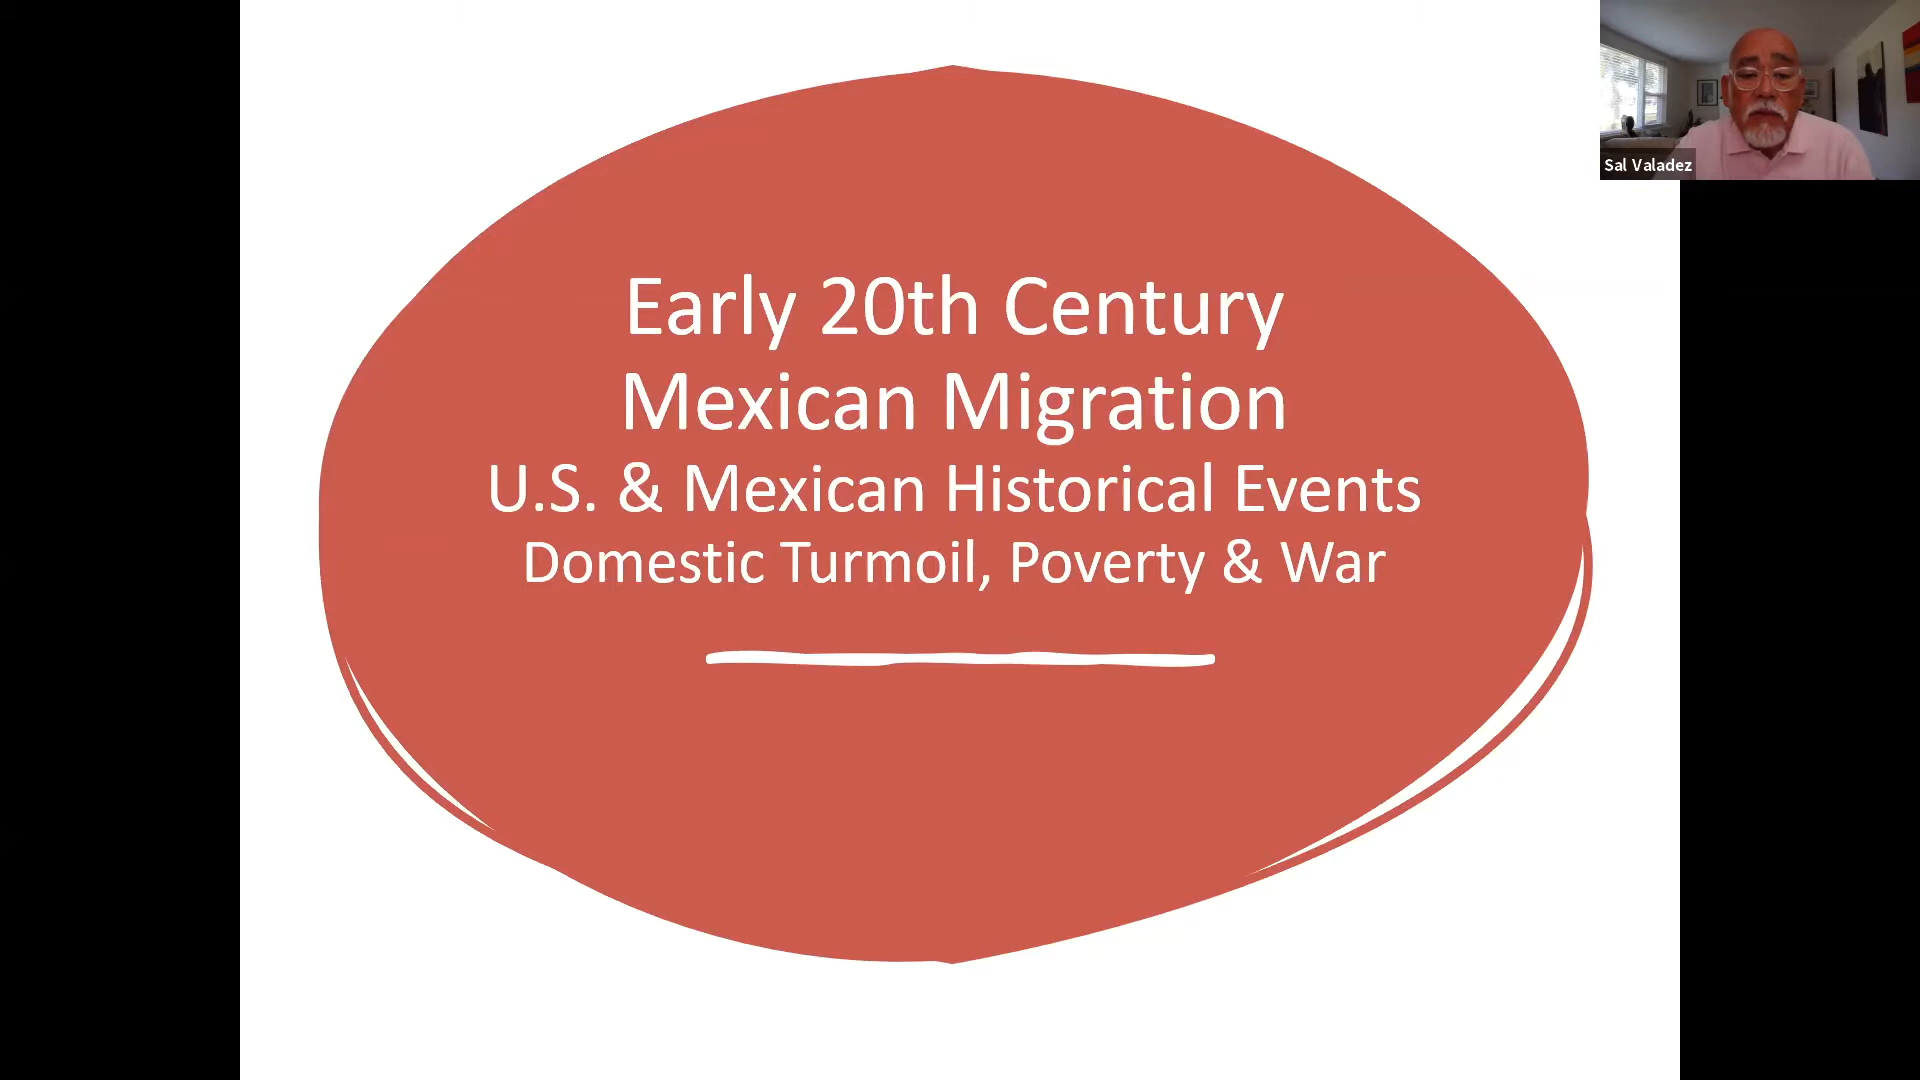 Early 20th Century
Mexican Migration
U.S. & Mexican Historical Events
Domestic Turmoil, Poverty & War
Sal Valadez